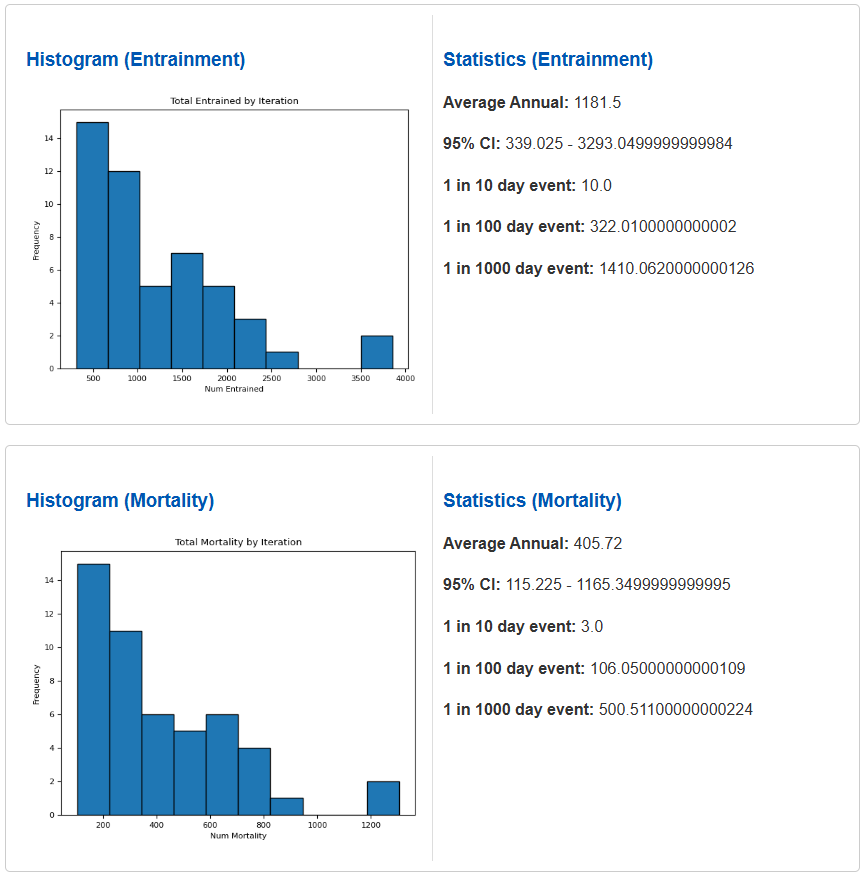 Histogram (Entrainment)
Total Entrained by Iteration
Frequency
14
12
10
8
6
4
2
0
500 1000 1500 2000 2500 3000 3500 4000
Num Entrained
Statistics (Entrainment)
Average Annual: 1181.5
95% CI: 339.025 - 3293.0499999999984
1 in 10 day event: 10.0
1 in 100 day event: 322.0100000000002
1 in 1000 day event: 1410.0620000000126
Histogram (Mortality)
Total Mortality by Iteration
Frequency
14
12
10
8
6
4
2
0
200 400 600 800 1000 1200
Num Mortality
Statistics (Mortality)
Average Annual: 405.72
95% CI: 115.225 - 1165.3499999999995
1 in 10 day event: 3.0
1 in 100 day event: 106.05000000000109
1 in 1000 day event: 500.51100000000224